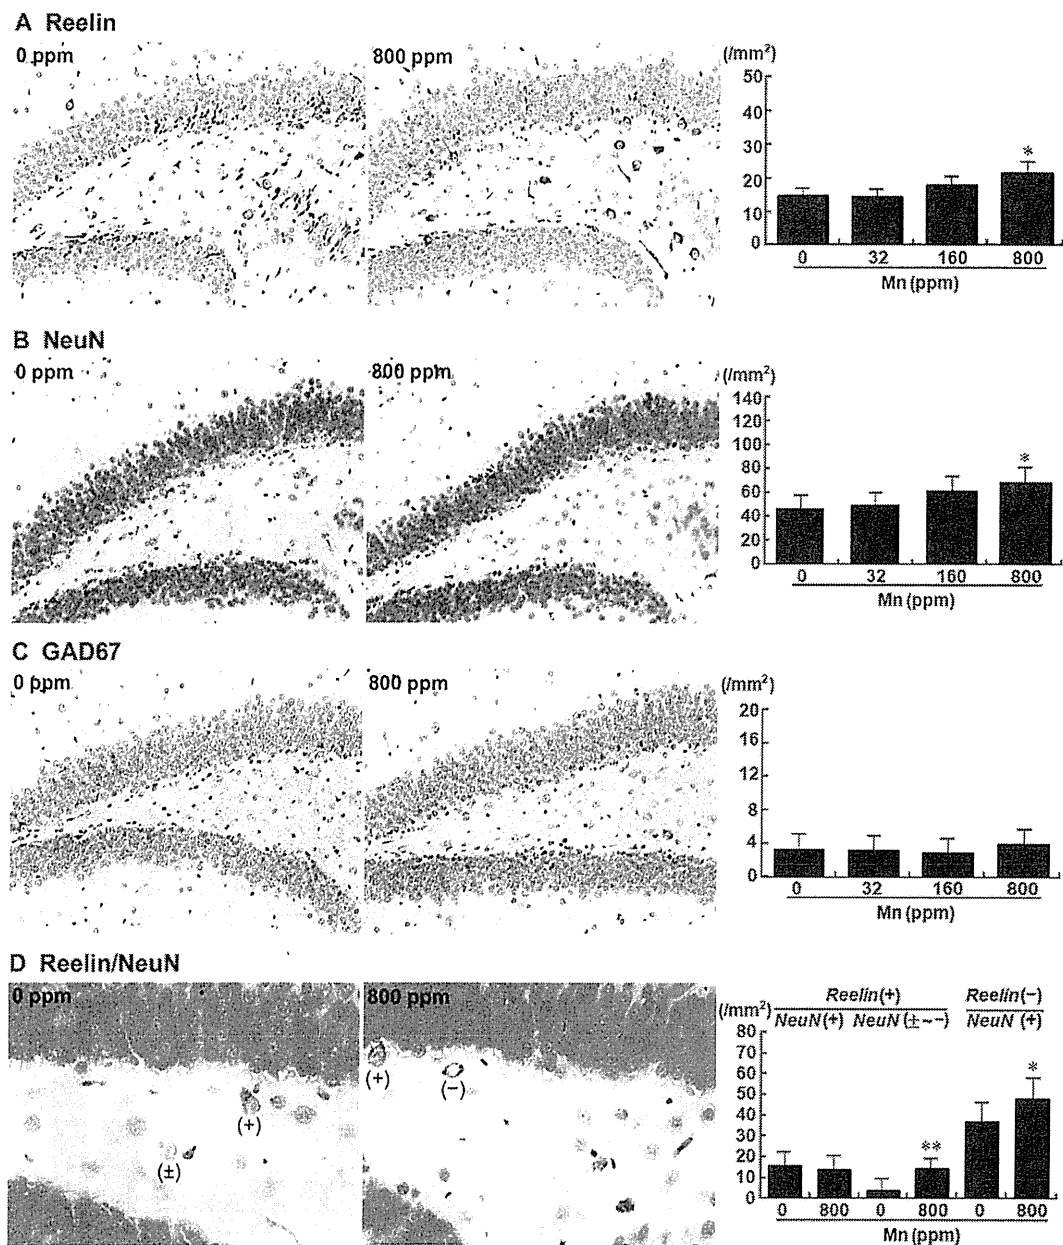 A Reelin
0 ppm
800 ppm
(/mm²)
50
40
30
20
10
0
*
0 32 160 800
Mn (ppm)
B NeuN
0 ppm
800 ppm
(/mm²)
140
120
100
80
60
40
20
0
*
0 32 160 800
Mn (ppm)
C GAD67
0 ppm
800 ppm
(/mm²)
20
16
12
8
4
0
0 32 160 800
Mn (ppm)
D Reelin/NeuN
0 ppm
(+)
(±)
800 ppm
(+)
(−)
(/mm²)
Reelin(+) Reelin(−)
NeuN(+) NeuN(±~−) NeuN (+)
80
70
60
50
40
30
20
10
0
** *
0 800 0 800 0 800
Mn (ppm)